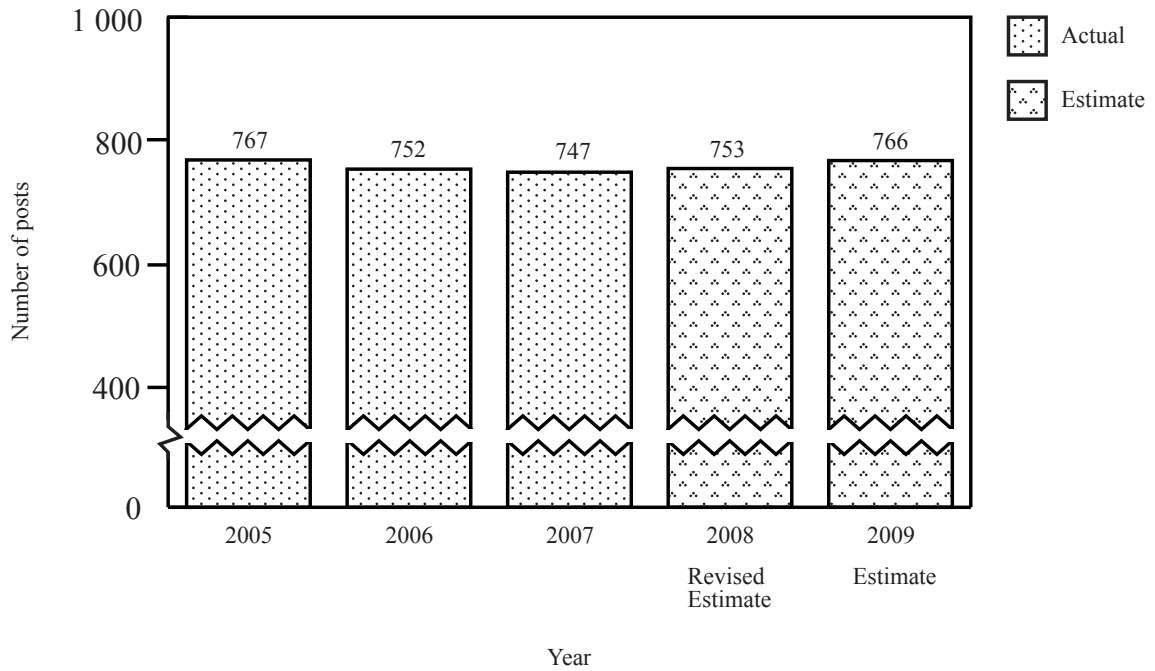 1 000
Actual
Estimate
800
767
752
747
753
766
Number of posts
600
400
0
2005
2006
2007
2008
2009
Revised
Estimate
Estimate
Year